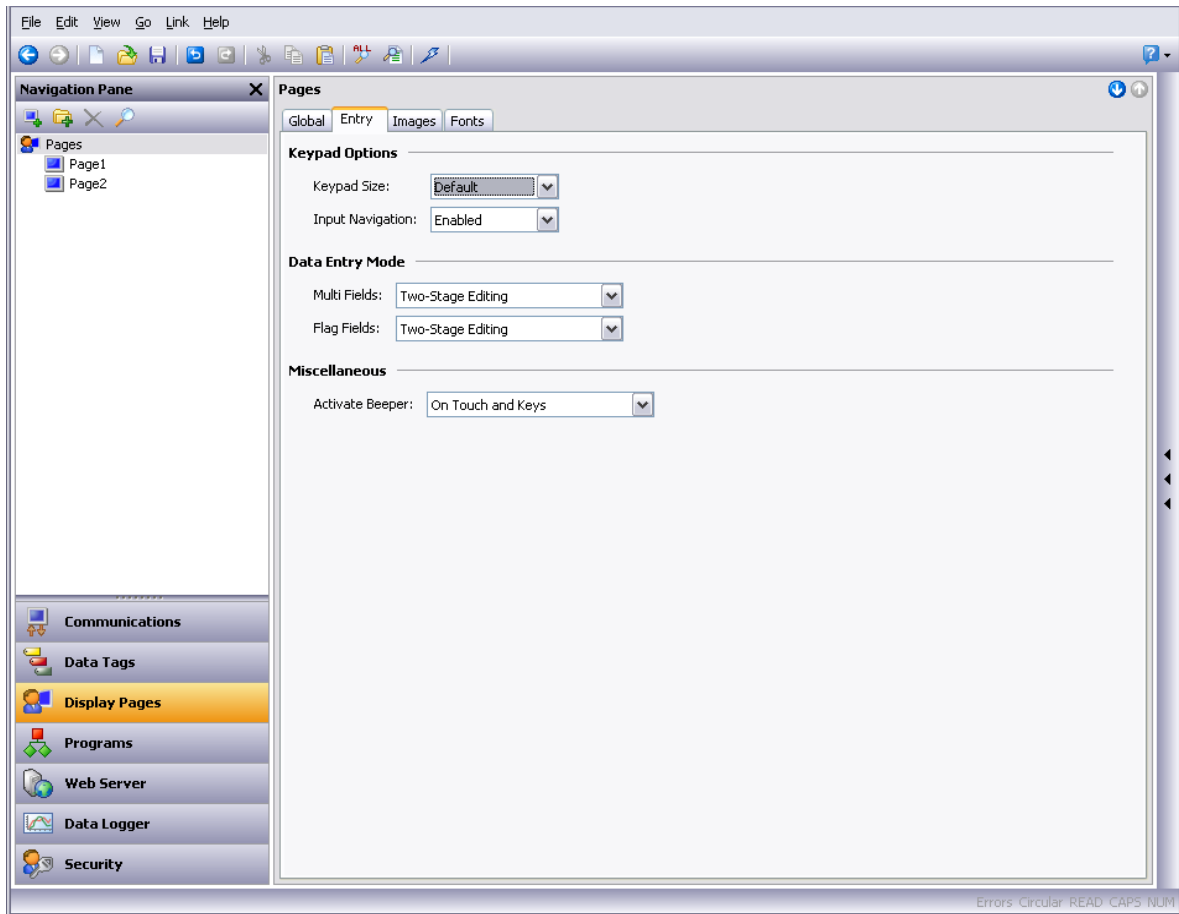 File Edit View Go Link Help
ALL
?
Navigation Pane
Pages
Page1
Page2
Communications
Data Tags
Display Pages
Programs
Web Server
Data Logger
Security
Pages
Global Entry Images Fonts
Keypad Options
Keypad Size: Default
Input Navigation: Enabled
Data Entry Mode
Multi Fields: Two-Stage Editing
Flag Fields: Two-Stage Editing
Miscellaneous
Activate Beeper: On Touch and Keys
Errors Circular READ CAPS NUM